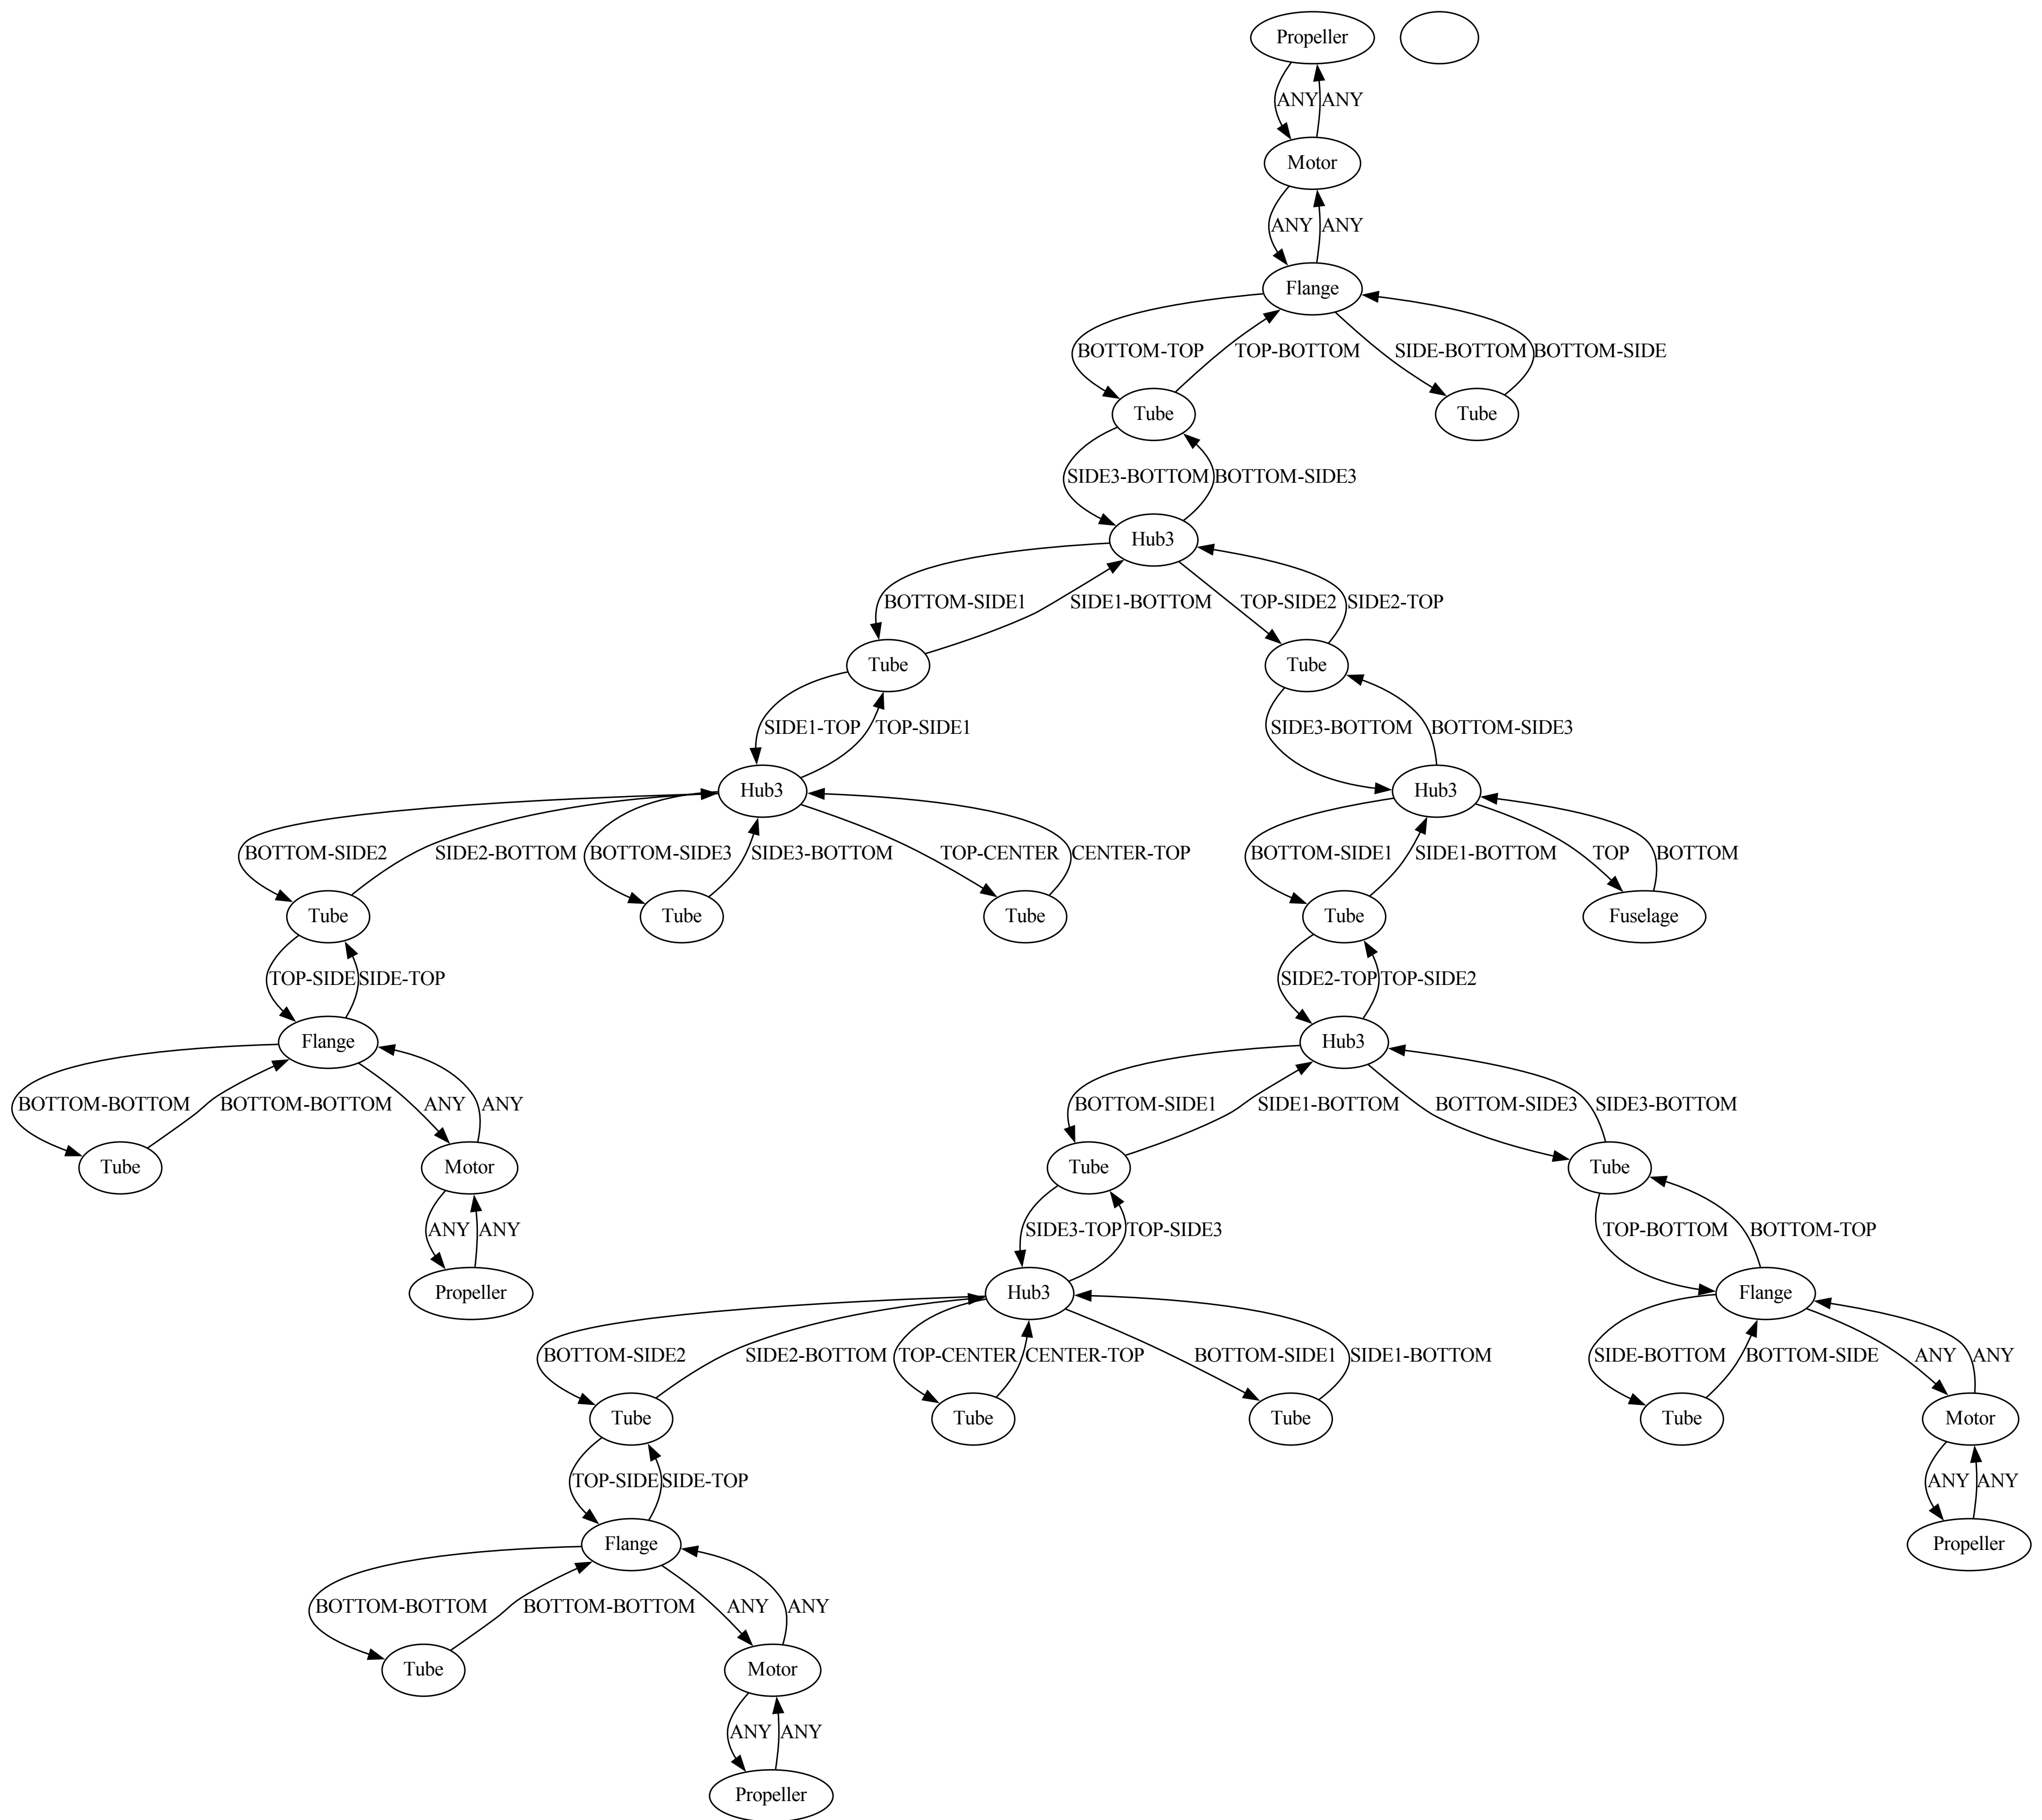 Propeller
ANY ANY
Motor
ANY ANY
Flange
BOTTOM-TOP TOP-BOTTOM SIDE-BOTTOM BOTTOM-SIDE
Tube Tube
SIDE3-BOTTOM BOTTOM-SIDE3
Hub3
BOTTOM-SIDE1 SIDE1-BOTTOM TOP-SIDE2 SIDE2-TOP
Tube Tube
SIDE1-TOP TOP-SIDE1 SIDE3-BOTTOM BOTTOM-SIDE3
Hub3 Hub3
BOTTOM-SIDE2 SIDE2-BOTTOM BOTTOM-SIDE3 SIDE3-BOTTOM TOP-CENTER CENTER-TOP BOTTOM-SIDE1 SIDE1-BOTTOM TOP BOTTOM
Tube Tube Tube Tube Fuselage
TOP-SIDE SIDE-TOP SIDE2-TOP TOP-SIDE2
Flange Hub3
BOTTOM-BOTTOM BOTTOM-BOTTOM ANY ANY BOTTOM-SIDE1 SIDE1-BOTTOM BOTTOM-SIDE3 SIDE3-BOTTOM
Tube Motor Tube Tube
ANY ANY SIDE3-TOP TOP-SIDE3 TOP-BOTTOM BOTTOM-TOP
Propeller Hub3 Flange
BOTTOM-SIDE2 SIDE2-BOTTOM TOP-CENTER CENTER-TOP BOTTOM-SIDE1 SIDE1-BOTTOM SIDE-BOTTOM BOTTOM-SIDE ANY ANY
Tube Tube Tube Tube Motor
TOP-SIDE SIDE-TOP ANY ANY
Flange Propeller
BOTTOM-BOTTOM BOTTOM-BOTTOM ANY ANY
Tube Motor
ANY ANY
Propeller